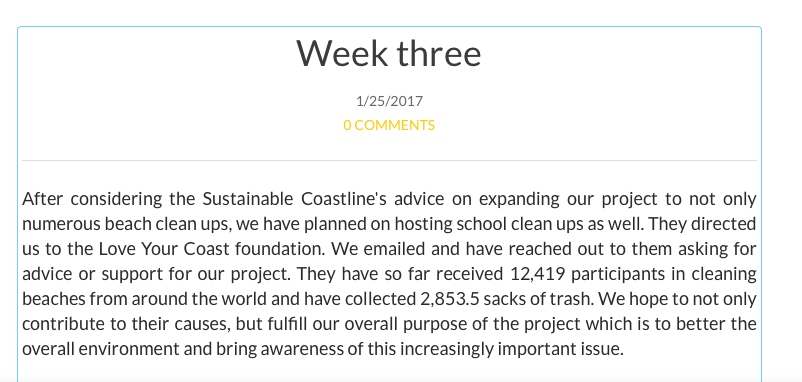 Week three
1/25/2017
0 COMMENTS
After considering the Sustainable Coastline's advice on expanding our project to not only
numerous beach clean ups, we have planned on hosting school clean ups as well. They directed
us to the Love Your Coast foundation. We emailed and have reached out to them asking for
advice or support for our project. They have so far received 12,419 participants in cleaning
beaches from around the world and have collected 2,853.5 sacks of trash. We hope to not only
contribute to their causes, but fulfill our overall purpose of the project which is to better the
overall environment and bring awareness of this increasingly important issue.